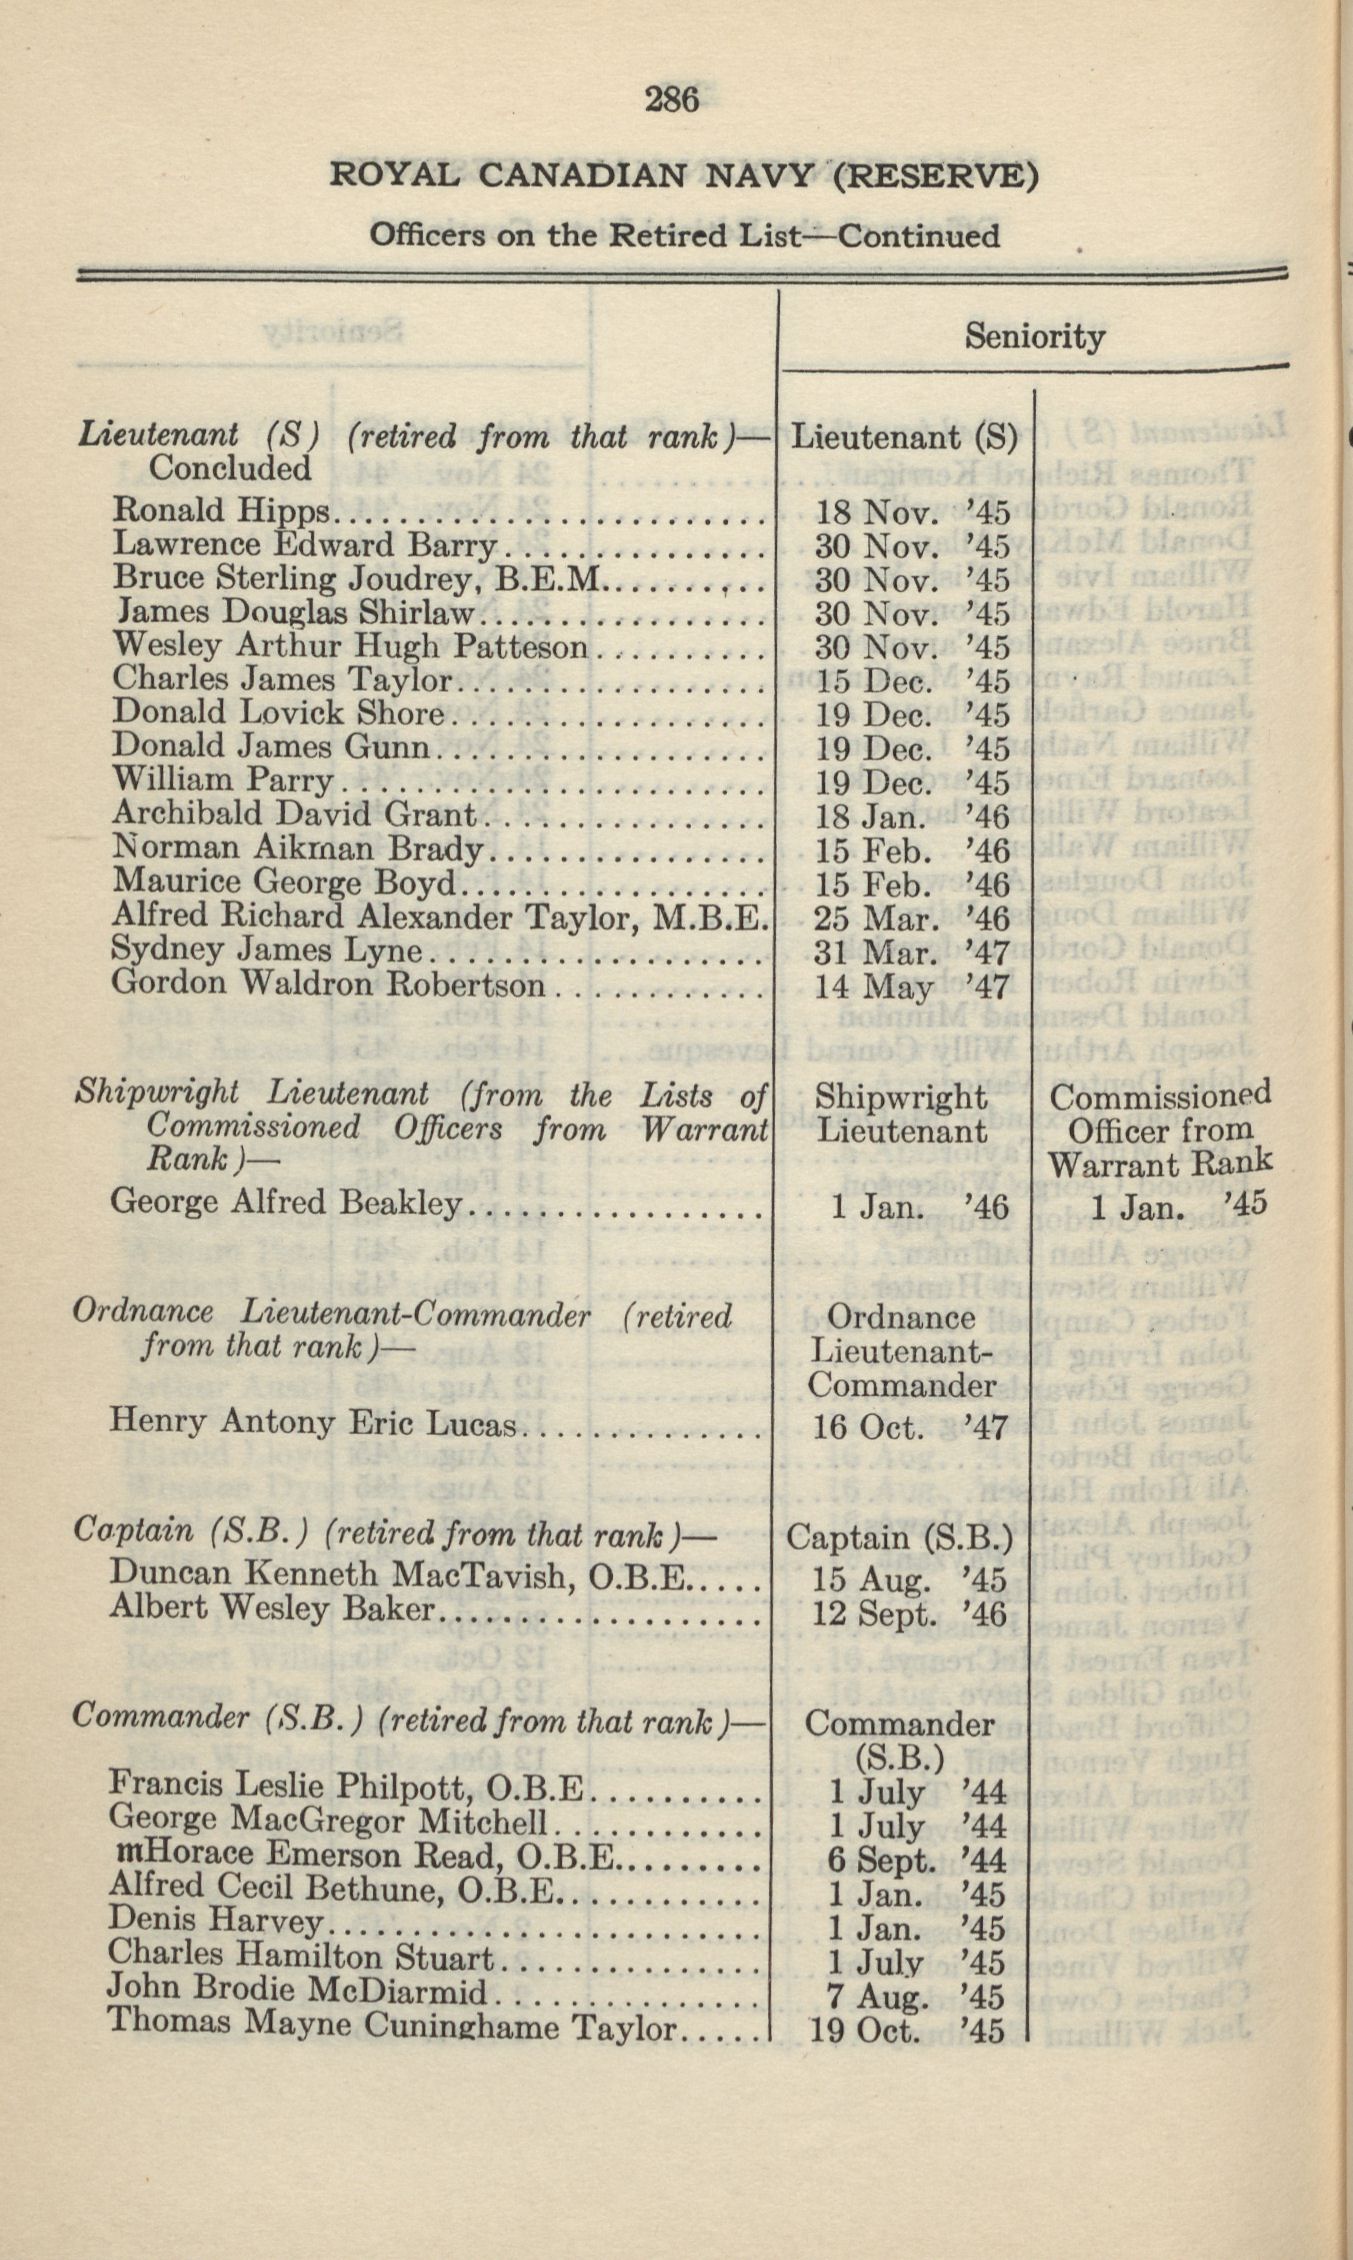 286
ROYAL CANADIAN NAVY (RESERVE)
Officers on the Retired List—Continued
Seniority
Lieutenant (S) (retired from that rank)— Lieutenant (S)
Concluded
Ronald Hipps 18 Nov. '45
Lawrence Edward Barry 30 Nov. '45
Bruce Sterling Joudrey, B.E.M. 30 Nov. '45
James Douglas Shirlaw 30 Nov. '45
Wesley Arthur Hugh Patteson 30 Nov. '45
Charles James Taylor 15 Dec. '45
Donald Lovick Shore 19 Dec. '45
Donald James Gunn 19 Dec. '45
William Parry 19 Dec. '45
Archibald David Grant 18 Jan. '46
Norman Aikman Brady 15 Feb. '46
Maurice George Boyd 15 Feb. '46
Alfred Richard Alexander Taylor, M.B.E. 25 Mar. '46
Sydney James Lyne 31 Mar. '47
Gordon Waldron Robertson 14 May '47
Shipwright Lieutenant (from the Lists of Shipwright Commissioned
Commissioned Officers from Warrant Lieutenant Officer from
Rank)— Warrant Rank
George Alfred Beakley 1 Jan. '46 1 Jan. '45
Ordnance Lieutenant-Commander (retired Ordnance
from that rank)— Lieutenant-
Commander
Henry Antony Eric Lucas 16 Oct. '47
Captain (S.B.) (retired from that rank)— Captain (S.B.)
Duncan Kenneth MacTavish, O.B.E. 15 Aug. '45
Albert Wesley Baker 12 Sept. '46
Commander (S.B.) (retired from that rank)— Commander
(S.B.)
Francis Leslie Philpott, O.B.E. 1 July '44
George MacGregor Mitchell 1 July '44
mHorace Emerson Read, O.B.E. 6 Sept. '44
Alfred Cecil Bethune, O.B.E. 1 Jan. '45
Denis Harvey 1 Jan. '45
Charles Hamilton Stuart 1 July '45
John Brodie McDiarmid 7 Aug. '45
Thomas Mayne Cuninghame Taylor 19 Oct. '45